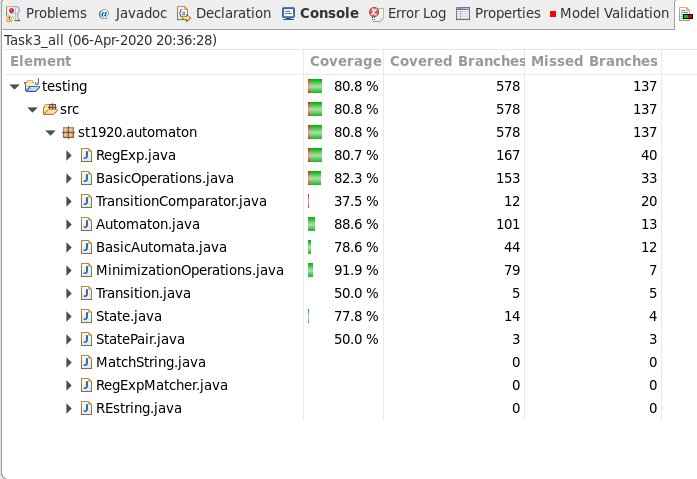 Problems Javadoc Declaration Console Error Log Properties Model Validation
Task3_all (06-Apr-2020 20:36:28)
Element Coverage Covered Branches Missed Branches
testing 80.8 % 578 137
src 80.8 % 578 137
st1920.automaton 80.8 % 578 137
RegExp.java 80.7 % 167 40
BasicOperations.java 82.3 % 153 33
TransitionComparator.java 37.5 % 12 20
Automaton.java 88.6 % 101 13
BasicAutomata.java 78.6 % 44 12
MinimizationOperations.java 91.9 % 79 7
Transition.java 50.0 % 5 5
State.java 77.8 % 14 4
StatePair.java 50.0 % 3 3
MatchString.java 0 0
RegExpMatcher.java 0 0
REstring.java 0 0